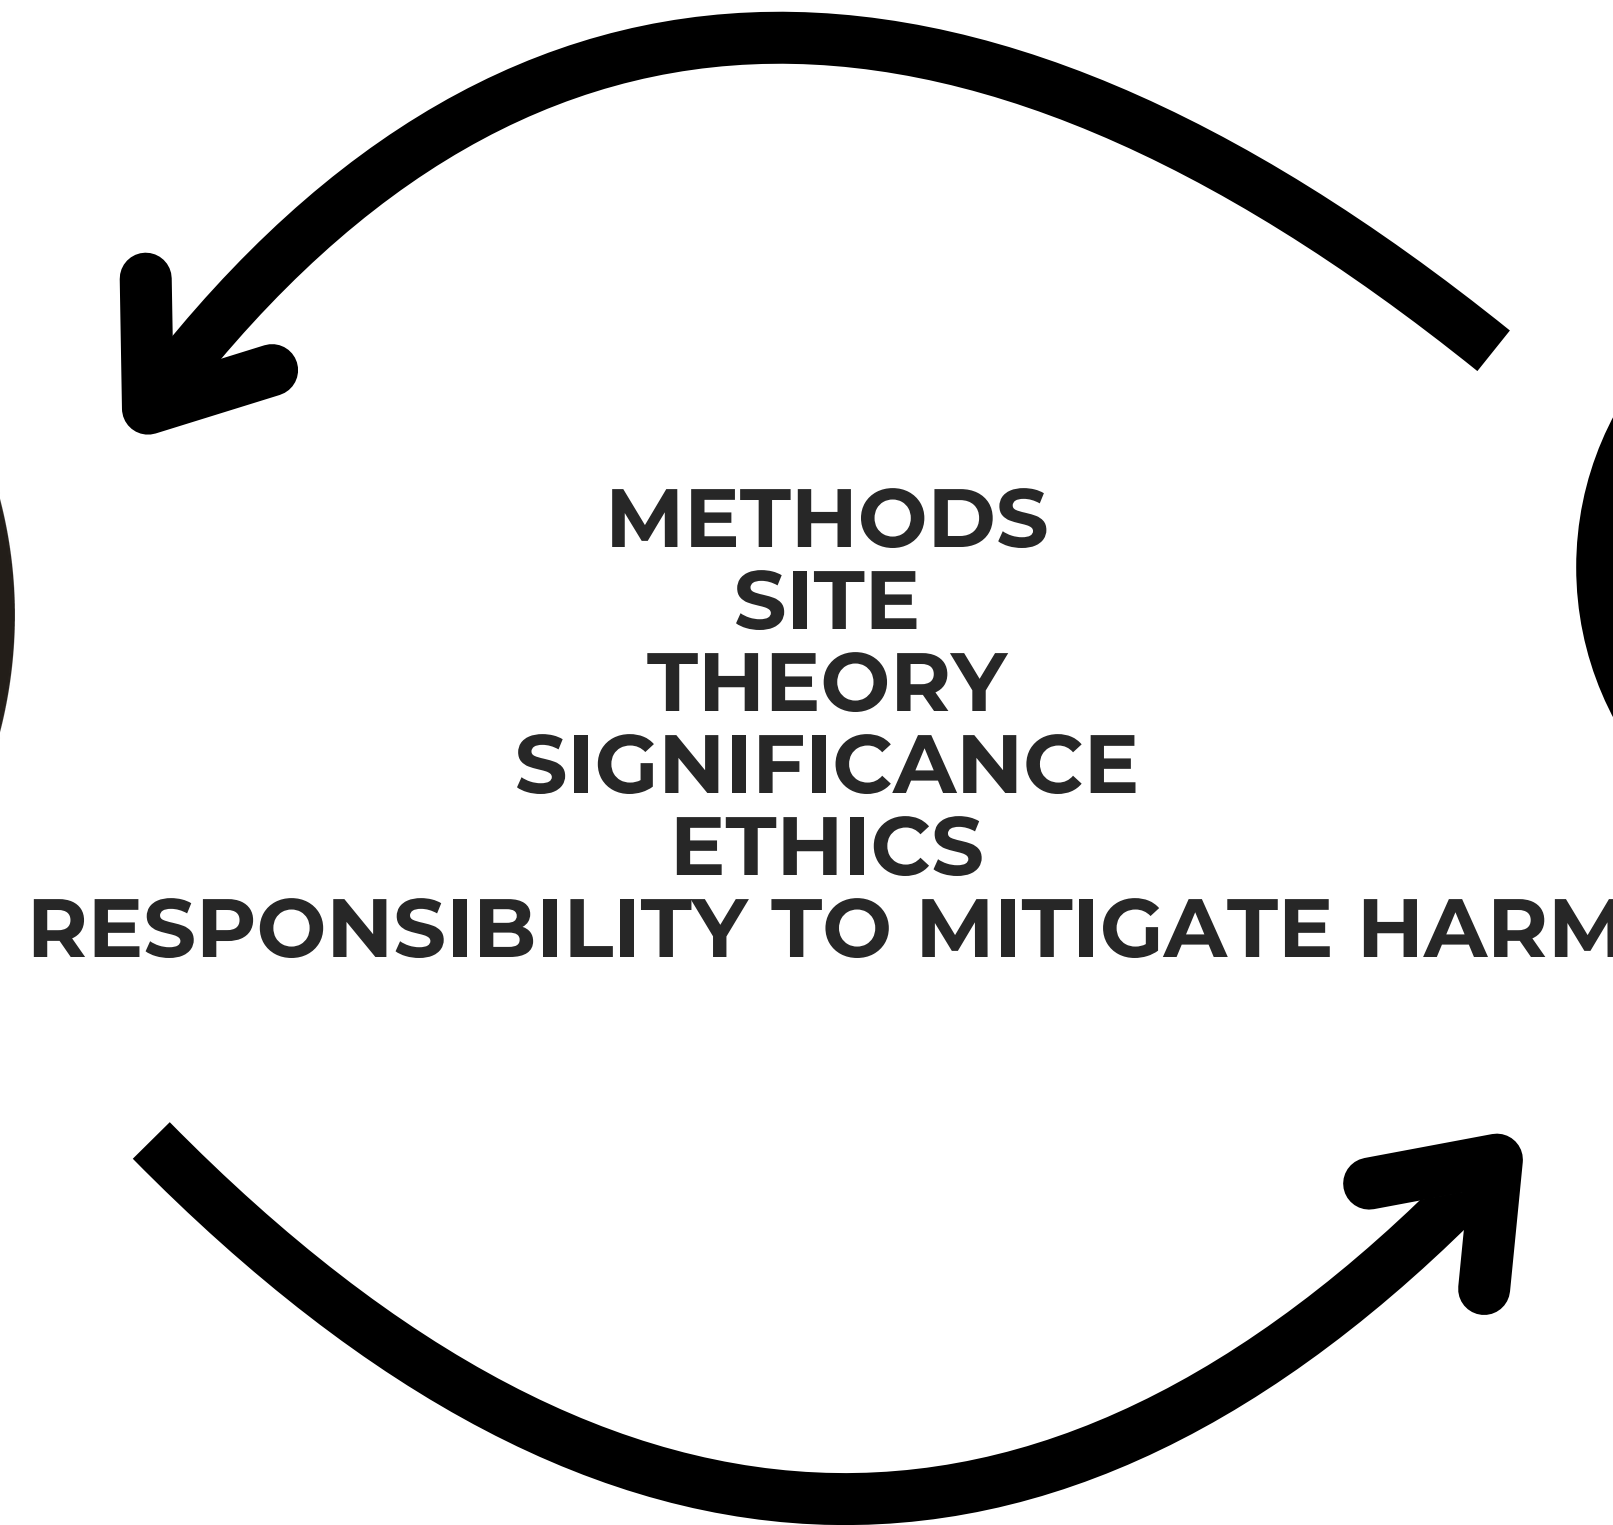 METHODS
SITE
THEORY
SIGNIFICANCE
ETHICS
RESPONSIBILITY TO MITIGATE HARM